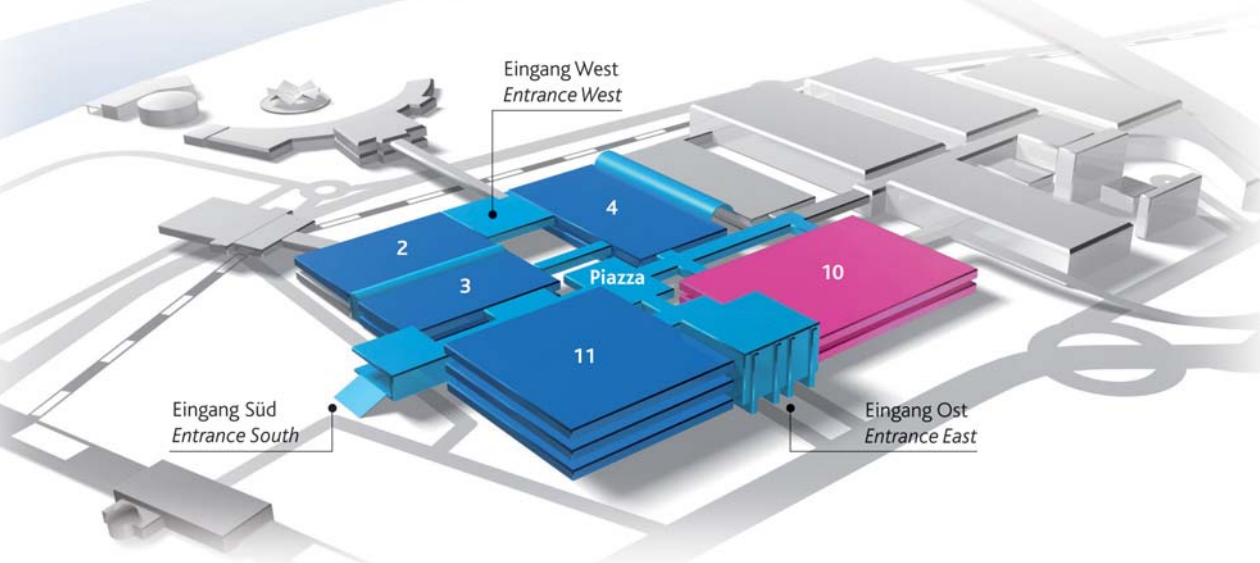 Eingang West
Entrance West
4
2
10
Piazza
3
11
Eingang Süd
Entrance South
Eingang Ost
Entrance East